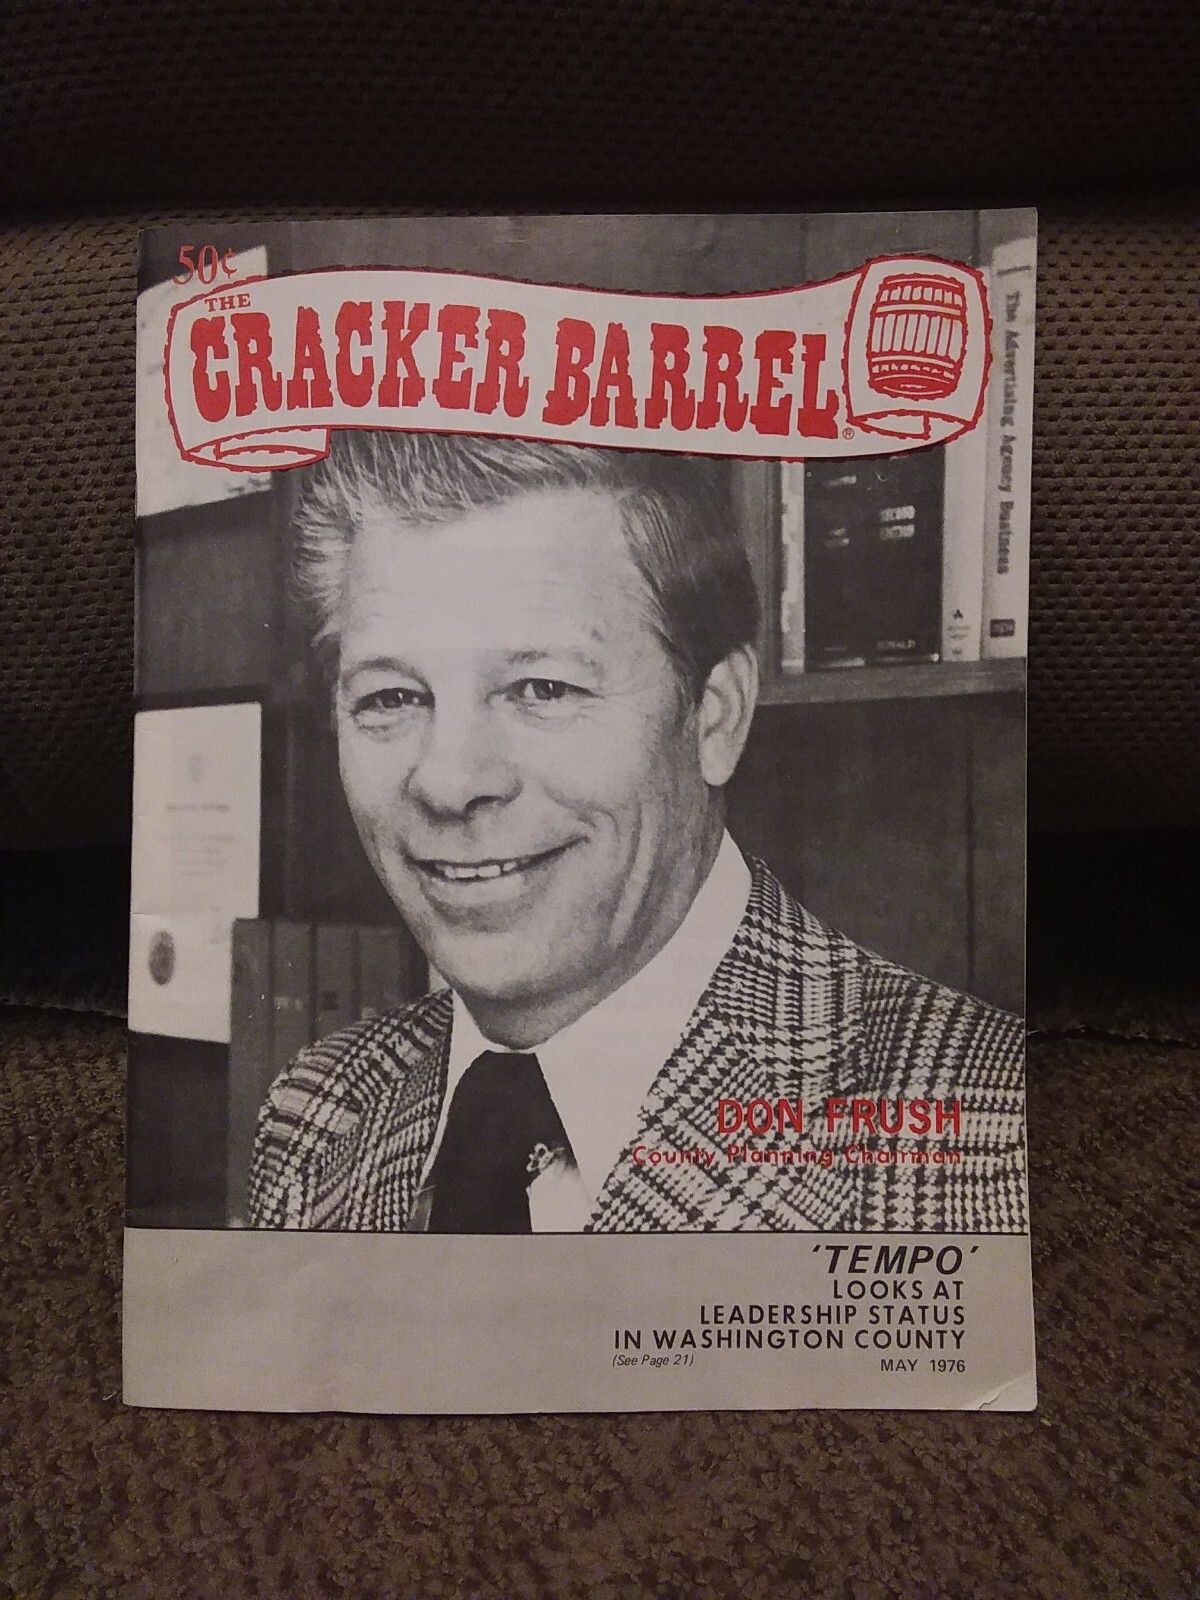 50¢
THE
CRACKER BARREL®
The Advertising Agency Business
DON FRUSH
County Planning Chairman
'TEMPO'
LOOKS AT
LEADERSHIP STATUS
IN WASHINGTON COUNTY
(See Page 21)
MAY 1976